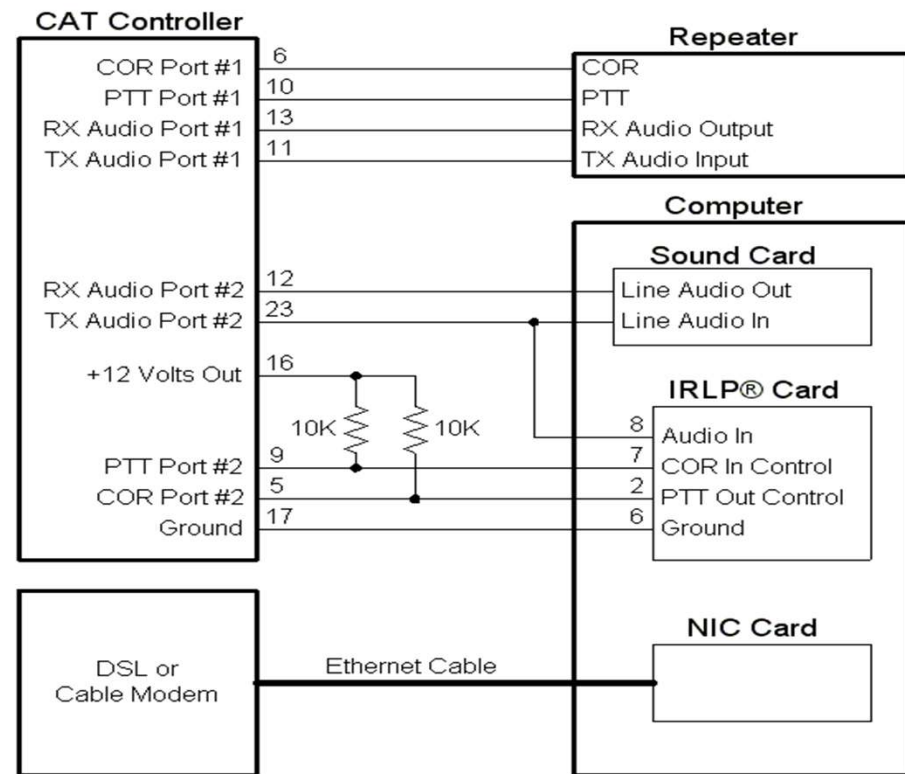 CAT Controller
COR Port #1
PTT Port #1
RX Audio Port #1
TX Audio Port #1
RX Audio Port #2
TX Audio Port #2
+12 Volts Out
PTT Port #2
COR Port #2
Ground
6
10
13
11
12
23
16
9
5
17
10K
10K
Repeater
COR
PTT
RX Audio Output
TX Audio Input
Computer
Sound Card
Line Audio Out
Line Audio In
IRLP® Card
8
Audio In
7
COR In Control
2
PTT Out Control
6
Ground
DSL or
Cable Modem
Ethernet Cable
NIC Card